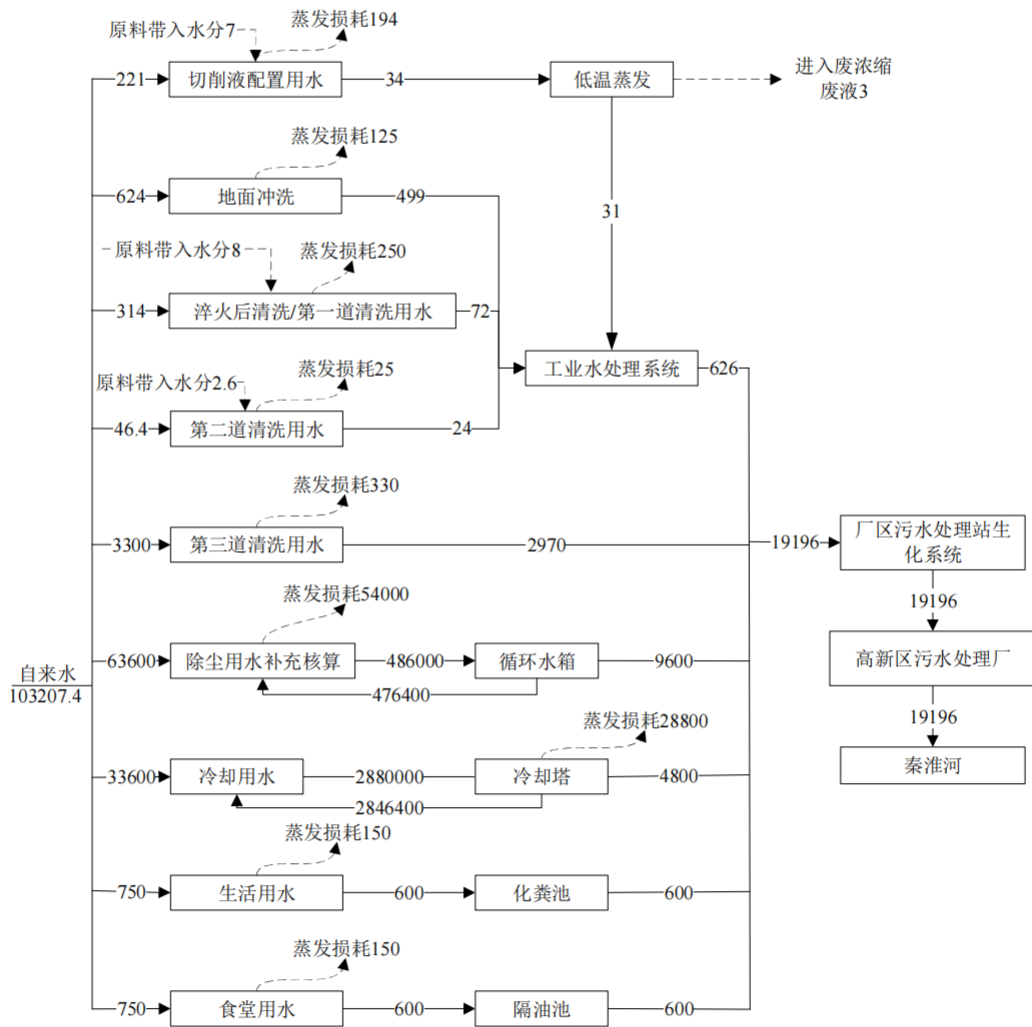 原料带入水分7
蒸发损耗194
221
切削液配置用水
34
低温蒸发
进入废浓缩
废液3
蒸发损耗125
624
地面冲洗
499
31
原料带入水分8
蒸发损耗250
314
淬火后清洗/第一道清洗用水
72
工业水处理系统
626
原料带入水分2.6
蒸发损耗25
46.4
第二道清洗用水
24
蒸发损耗330
3300
第三道清洗用水
2970
19196
厂区污水处理站生
化系统
19196
蒸发损耗54000
自来水
103207.4
63600
除尘用水补充核算
486000
循环水箱
9600
476400
高新区污水处理厂
19196
蒸发损耗28800
33600
冷却用水
2880000
冷却塔
4800
2846400
秦淮河
蒸发损耗150
750
生活用水
600
化粪池
600
蒸发损耗150
750
食堂用水
600
隔油池
600